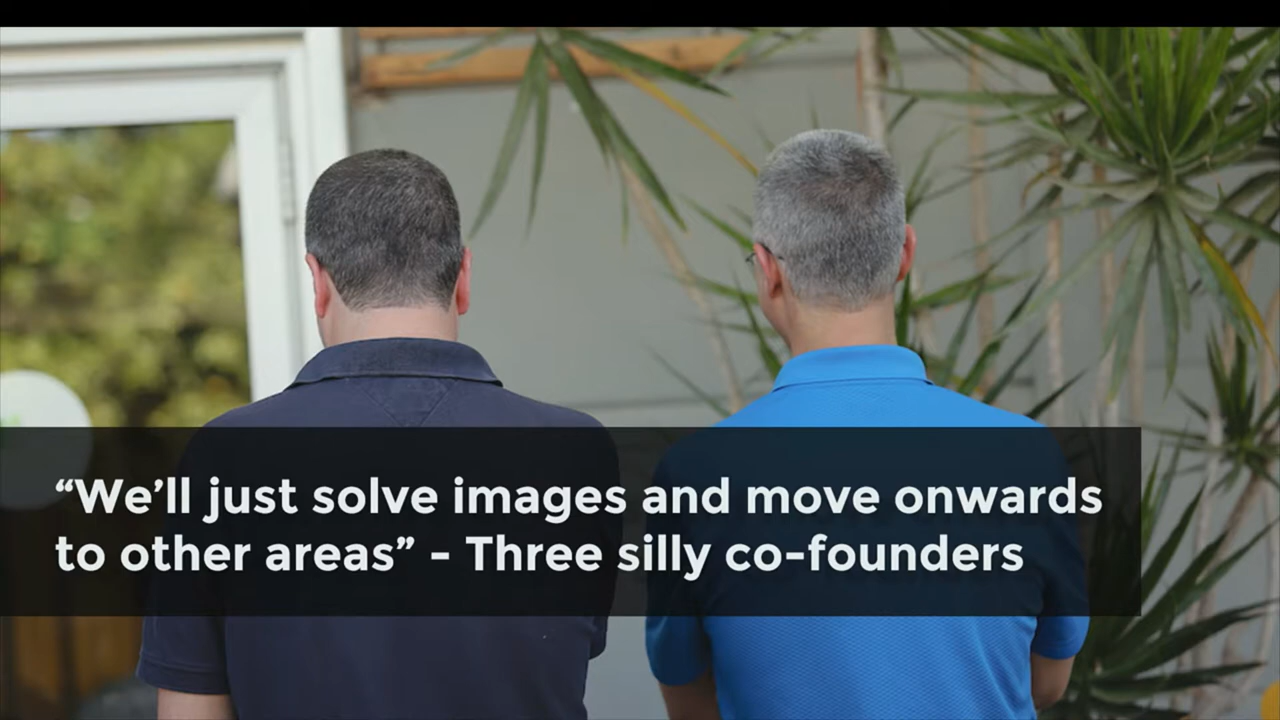 “We’ll just solve images and move onwards
to other areas” - Three silly co-founders